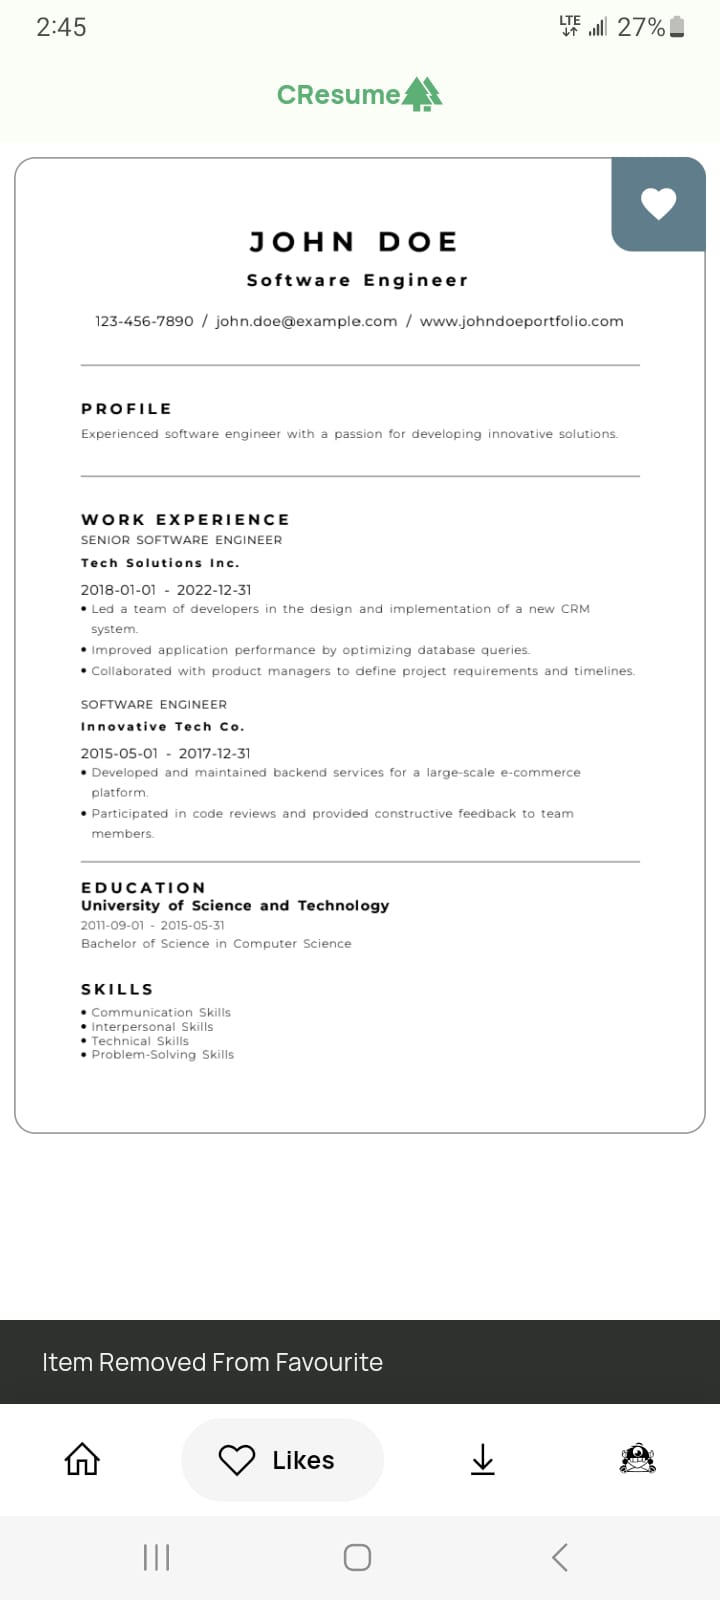 2:45
LTE
27%
CResume
JOHN DOE
Software Engineer
123-456-7890 / john.doe@example.com / www.johndoeportfolio.com
PROFILE
Experienced software engineer with a passion for developing innovative solutions.
WORK EXPERIENCE
SENIOR SOFTWARE ENGINEER
Tech Solutions Inc.
2018-01-01 - 2022-12-31
• Led a team of developers in the design and implementation of a new CRM
system.
• Improved application performance by optimizing database queries.
• Collaborated with product managers to define project requirements and timelines.
SOFTWARE ENGINEER
Innovative Tech Co.
2015-05-01 - 2017-12-31
• Developed and maintained backend services for a large-scale e-commerce
platform.
• Participated in code reviews and provided constructive feedback to team
members.
EDUCATION
University of Science and Technology
2011-09-01 - 2015-05-31
Bachelor of Science in Computer Science
SKILLS
• Communication Skills
• Interpersonal Skills
• Technical Skills
• Problem-Solving Skills
Item Removed From Favourite
Likes